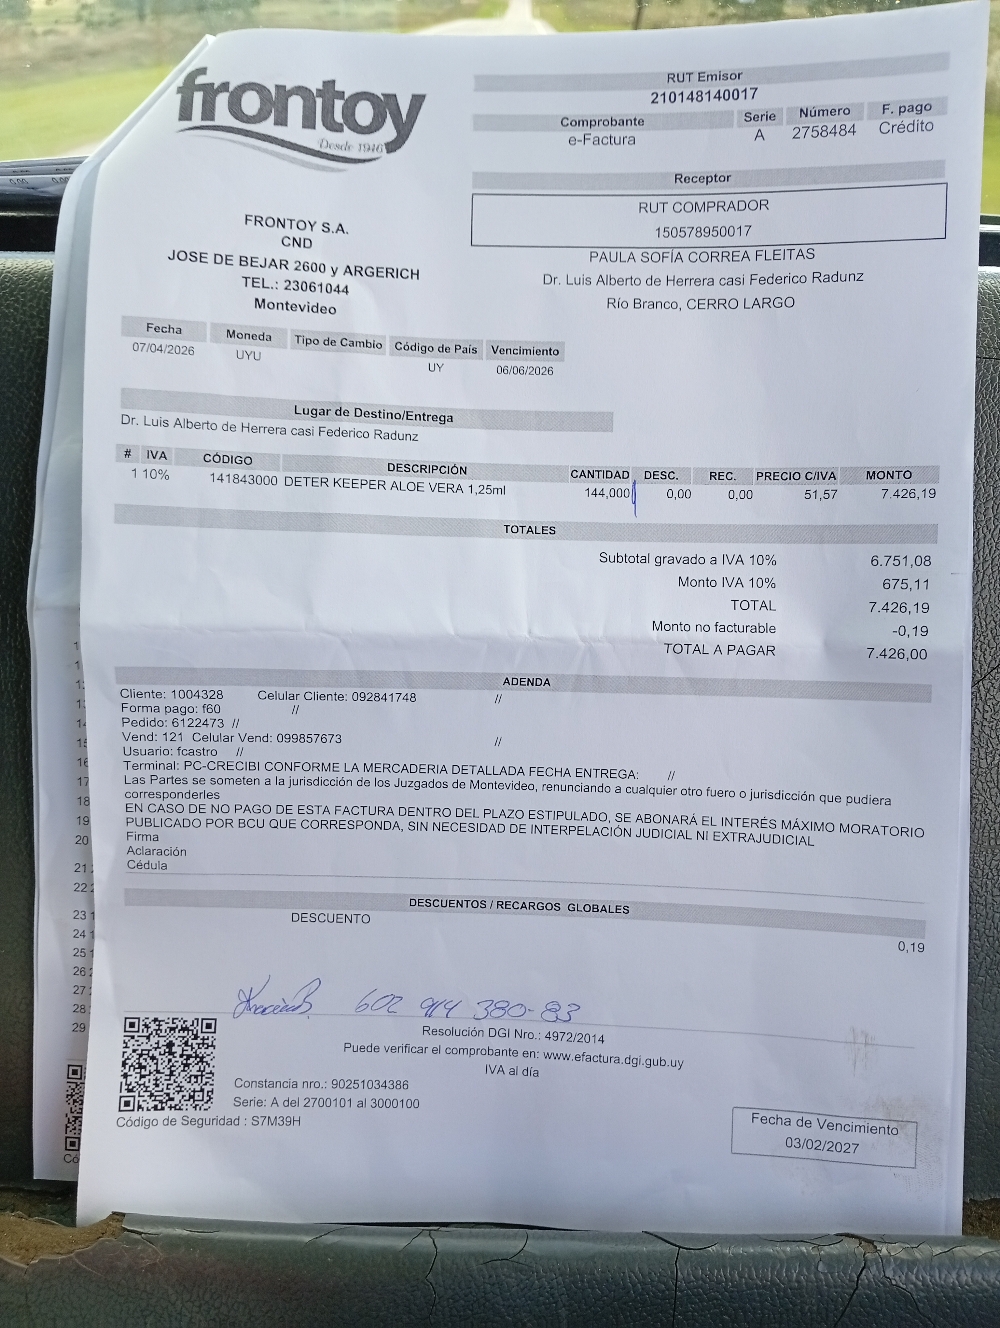 frontoy
Desde 1946
RUT Emisor
210148140017
Comprobante Serie Número F. pago
e-Factura A 2758484 Crédito
Receptor
RUT COMPRADOR
150578950017
PAULA SOFÍA CORREA FLEITAS
Dr. Luis Alberto de Herrera casi Federico Radunz
Río Branco, CERRO LARGO
FRONTOY S.A.
CND
JOSE DE BEJAR 2600 y ARGERICH
TEL.: 23061044
Montevideo
Fecha Moneda Tipo de Cambio Código de País Vencimiento
07/04/2026 UYU UY 06/06/2026
Lugar de Destino/Entrega
Dr. Luis Alberto de Herrera casi Federico Radunz
# IVA CÓDIGO DESCRIPCIÓN CANTIDAD DESC. REC. PRECIO C/IVA MONTO
1 10% 141843000 DETER KEEPER ALOE VERA 1,25ml 144,000 0,00 0,00 51,57 7.426,19
TOTALES
Subtotal gravado a IVA 10% 6.751,08
Monto IVA 10% 675,11
TOTAL 7.426,19
Monto no facturable -0,19
TOTAL A PAGAR 7.426,00
ADENDA
Cliente: 1004328 Celular Cliente: 092841748 //
Forma pago: f60 //
Pedido: 6122473 //
Vend: 121 Celular Vend: 099857673 //
Usuario: fcastro //
Terminal: PC-CRECIBI CONFORME LA MERCADERIA DETALLADA FECHA ENTREGA: //
Las Partes se someten a la jurisdicción de los Juzgados de Montevideo, renunciando a cualquier otro fuero o jurisdicción que pudiera
corresponderles
EN CASO DE NO PAGO DE ESTA FACTURA DENTRO DEL PLAZO ESTIPULADO, SE ABONARÁ EL INTERÉS MÁXIMO MORATORIO
PUBLICADO POR BCU QUE CORRESPONDA, SIN NECESIDAD DE INTERPELACIÓN JUDICIAL NI EXTRAJUDICIAL
Firma
Aclaración
Cédula
DESCUENTOS / RECARGOS GLOBALES
DESCUENTO 0,19
602 914 380-83
Resolución DGI Nro.: 4972/2014
Puede verificar el comprobante en: www.efactura.dgi.gub.uy
IVA al día
Constancia nro.: 90251034386
Serie: A del 2700101 al 3000100
Código de Seguridad : S7M39H
Fecha de Vencimiento
03/02/2027